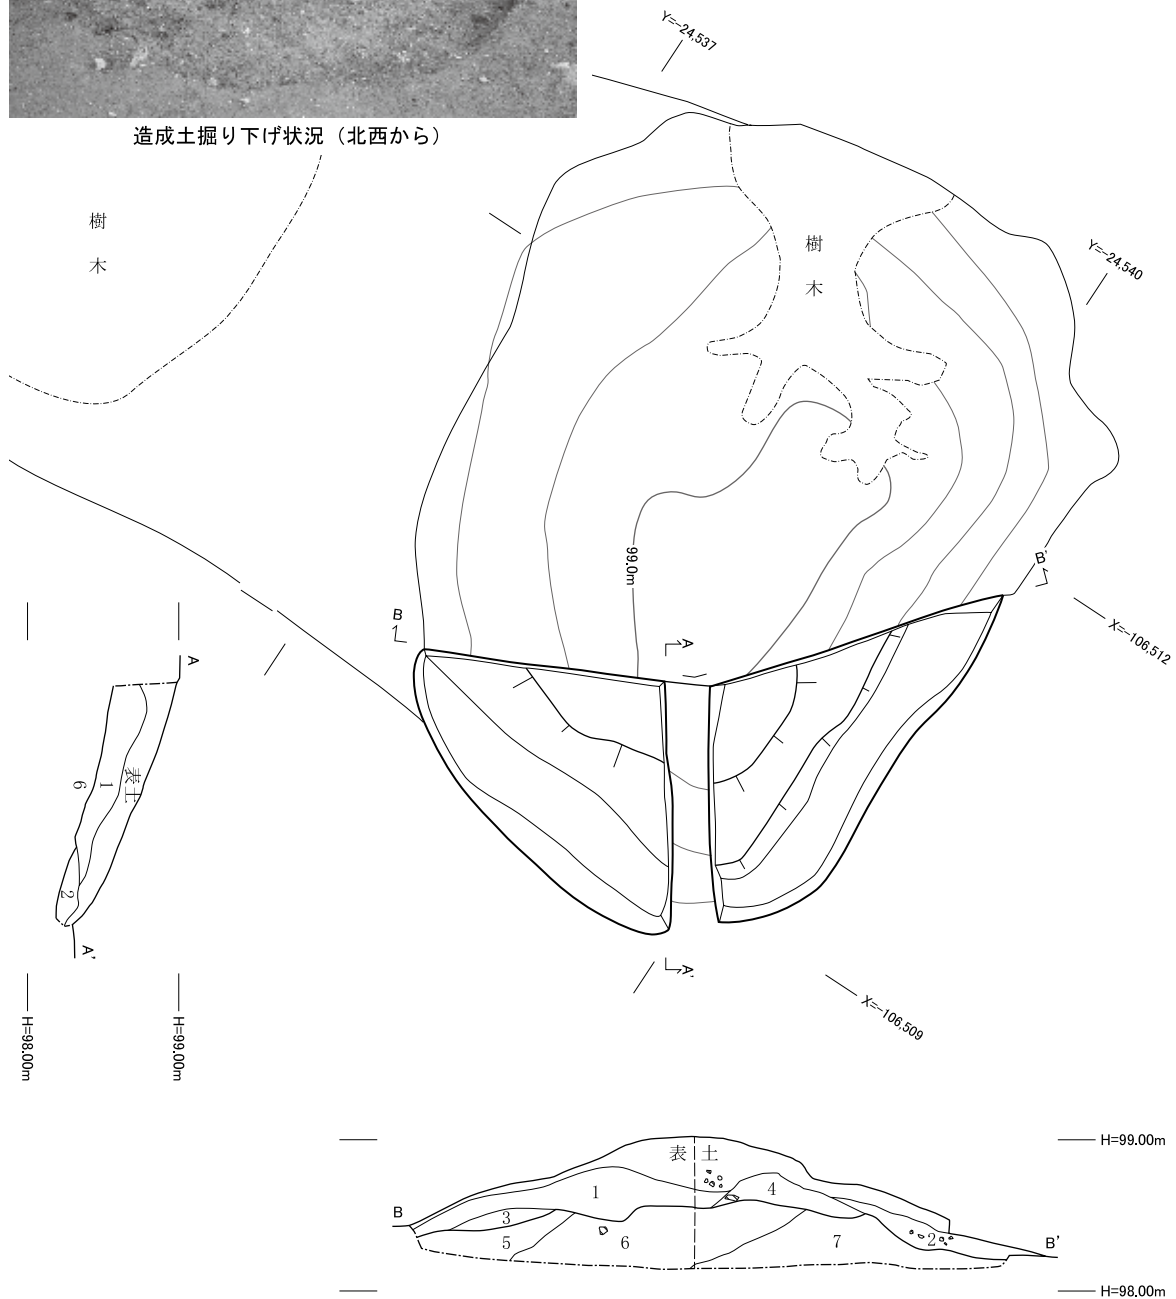 Y=-24,537
造成土掘り下げ状況（北西から）
樹木
樹木
Y=-24,540
99.0m
B
B'
A
X=-106,512
A
表土
1
6
2
A'
A'
X=-106,509
H=98.00m
H=99.00m
H=99.00m
表土
1
4
B
3
5
6
7
2
B'
H=98.00m